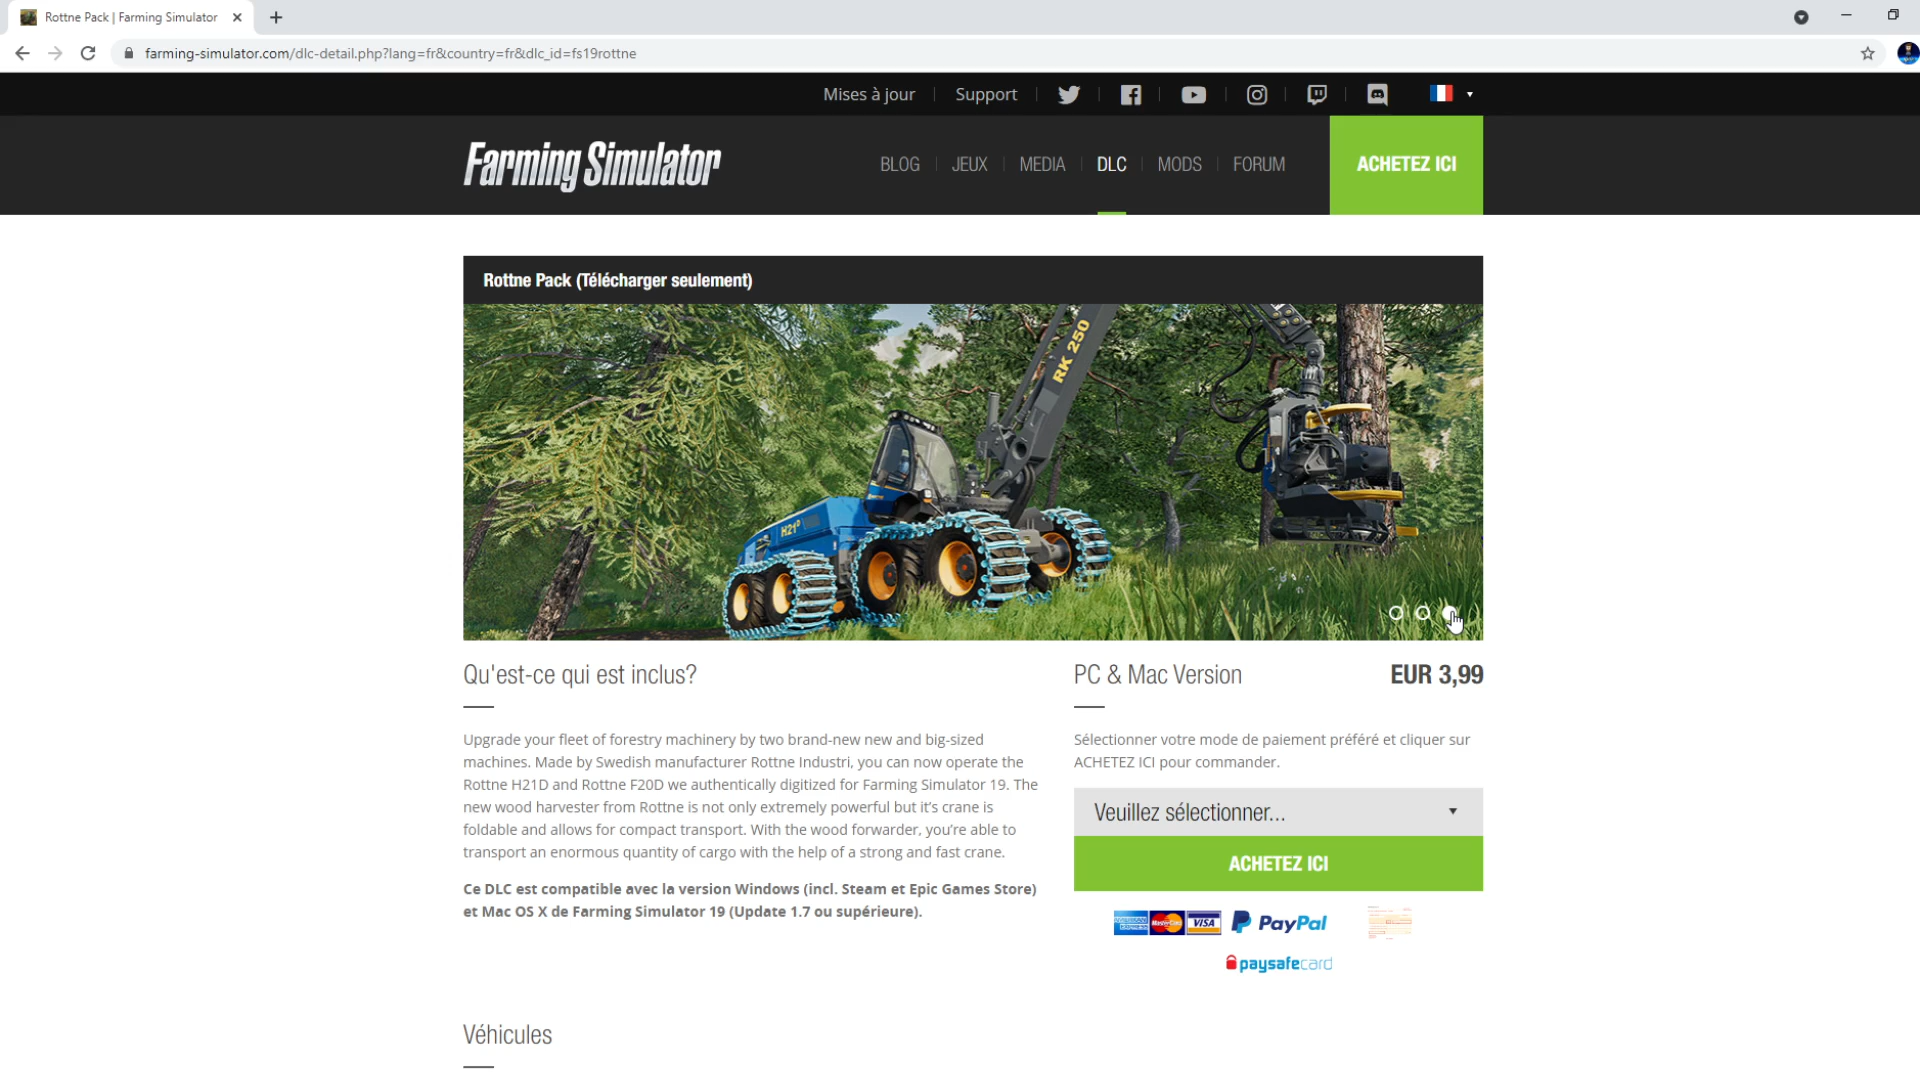 Rottne Pack | Farming Simulator
farming-simulator.com/dlc-detail.php?lang=fr&country=fr&dlc_id=fs19rottne
Mises à jour
Support
Farming Simulator
BLOG
JEUX
MEDIA
DLC
MODS
FORUM
ACHETEZ ICI
Rottne Pack (Télécharger seulement)
RK 250
H21D
Qu'est-ce qui est inclus?
Upgrade your fleet of forestry machinery by two brand-new new and big-sized
machines. Made by Swedish manufacturer Rottne Industri, you can now operate the
Rottne H21D and Rottne F20D we authentically digitized for Farming Simulator 19. The
new wood harvester from Rottne is not only extremely powerful but it's crane is
foldable and allows for compact transport. With the wood forwarder, you're able to
transport an enormous quantity of cargo with the help of a strong and fast crane.
Ce DLC est compatible avec la version Windows (incl. Steam et Epic Games Store)
et Mac OS X de Farming Simulator 19 (Update 1.7 ou supérieure).
PC & Mac Version
EUR 3,99
Sélectionner votre mode de paiement préféré et cliquer sur
ACHETEZ ICI pour commander.
Veuillez sélectionner...
ACHETEZ ICI
MasterCard
VISA
PayPal
paysafecard
Véhicules